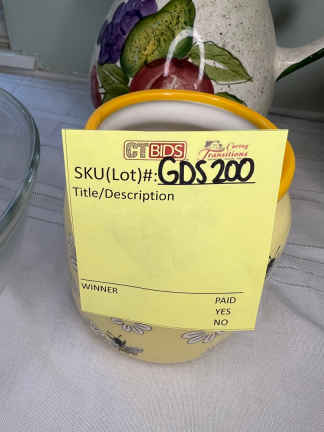 CTBIDS Caring Transitions
SKU(Lot)#: GDS 200
Title/Description
WINNER
PAID
YES
NO